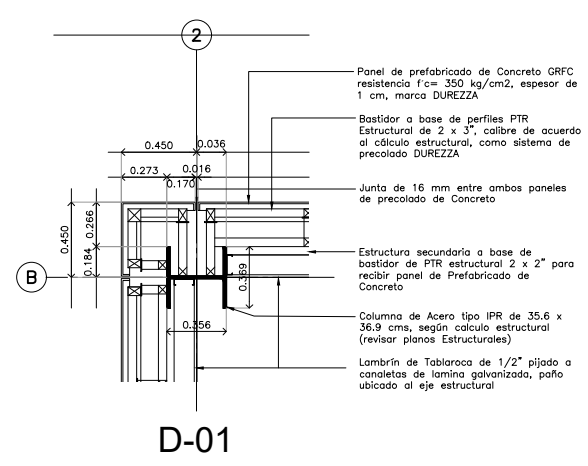 2
Panel de prefabricado de Concreto GRFC
resistencia f'c= 350 kg/cm2, espesor de
1 cm, marca DUREZZA
Bastidor a base de perfiles PTR
Estructural de 2 x 3", calibre de acuerdo
al cálculo estructural, como sistema de
precolado DUREZZA
0.450 0.036
0.273 0.016
0.170
Junta de 16 mm entre ambos paneles
de precolado de Concreto
0.450
0.266
0.184
0.369
B
Estructura secundaria a base de
bastidor de PTR estructural 2 x 2" para
recibir panel de Prefabricado de
Concreto
0.356
Columna de Acero tipo IPR de 35.6 x
36.9 cms, según calculo estructural
(revisar planos Estructurales)
Lambrín de Tablaroca de 1/2" pijado a
canaletas de lamina galvanizada, paño
ubicado al eje estructural
D-01